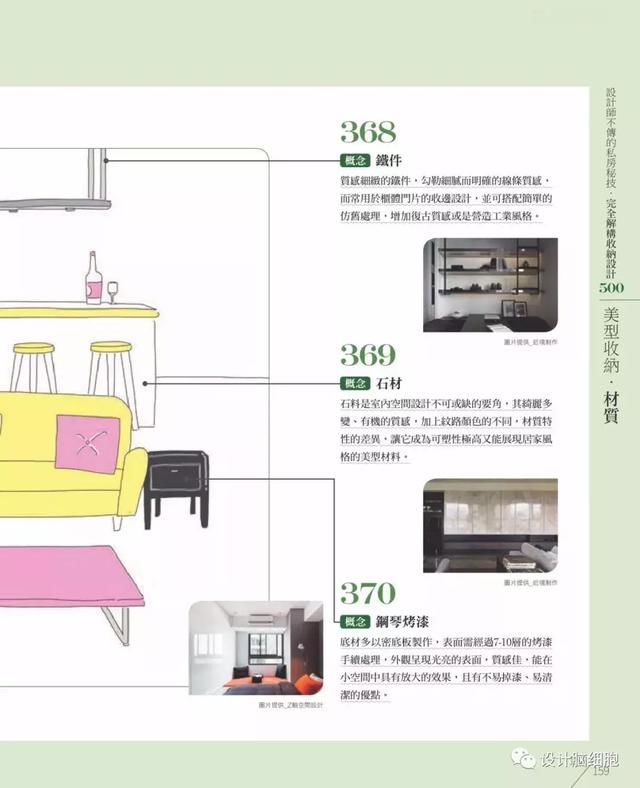 368
概念 鐵件
質感細緻的鐵件，勾勒細膩而明確的線條質感，
而常用於櫃體門片的收邊設計，並可搭配簡單的
仿舊處理，增加復古質感或是營造工業風格。
圖片提供_近境制作
369
概念 石材
石料是室內空間設計不可或缺的要角，其綺麗多
變、有機的質感，加上紋路顏色的不同，材質特
性的差異，讓它成為可塑性極高又能展現居家風
格的美型材料。
圖片提供_近境制作
370
概念 鋼琴烤漆
底材多以密底板製作，表面需經過7-10層的烤漆
手續處理，外觀呈現光亮的表面，質感佳，能在
小空間中具有放大的效果，且有不易掉漆、易清
潔的優點。
圖片提供_Z軸空間設計
設計師不傳的私房秘技．完全解構收納設計
500
美型收納．材質
设计脑细胞
159